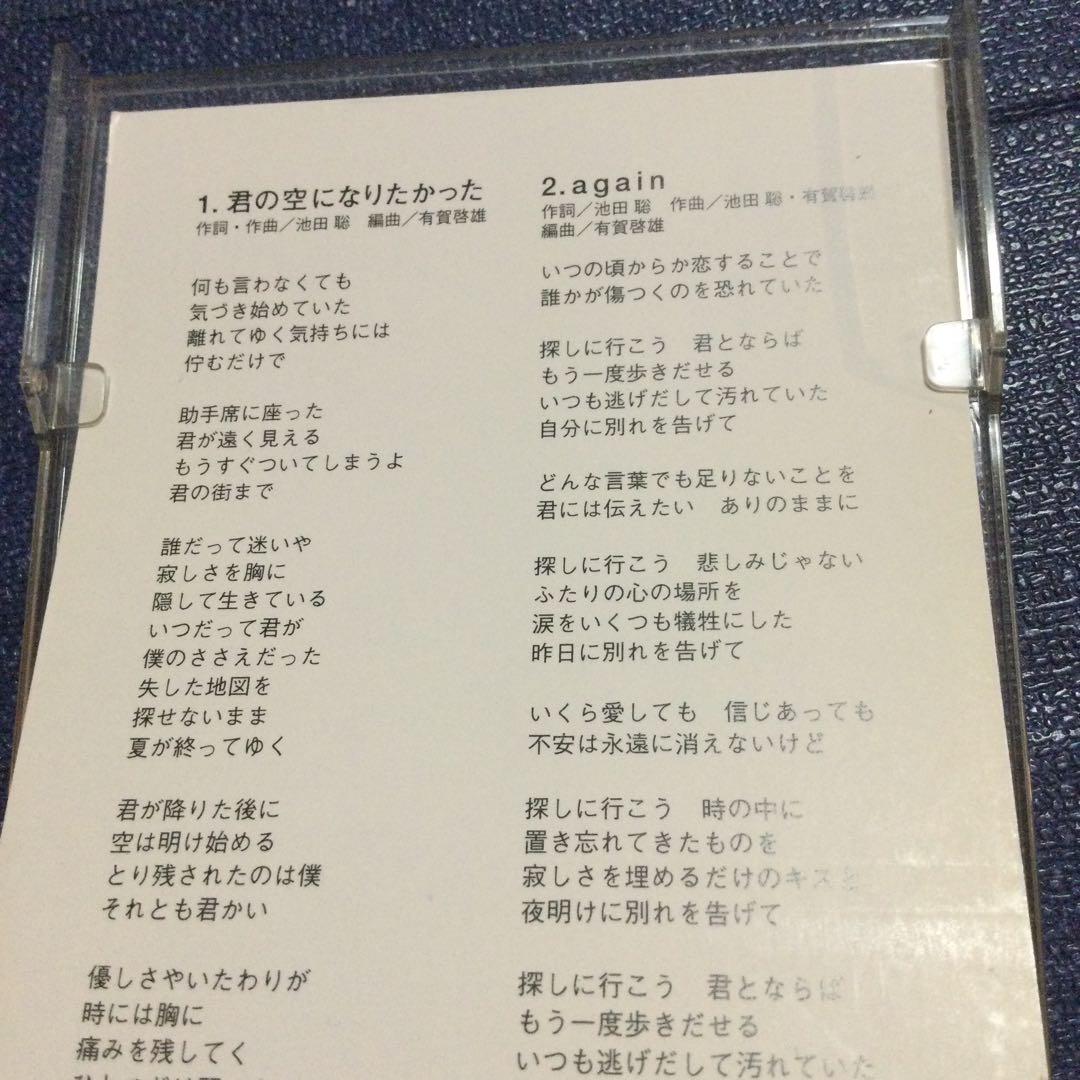 1.君の空になりたかった
作詞・作曲／池田 聡　編曲／有賀啓雄
何も言わなくても
気づき始めていた
離れてゆく気持ちには
佇むだけで
助手席に座った
君が遠く見える
もうすぐついてしまうよ
君の街まで
誰だって迷いや
寂しさを胸に
隠して生きている
いつだって君が
僕のささえだった
失した地図を
探せないまま
夏が終ってゆく
君が降りた後に
空は明け始める
とり残されたのは僕
それとも君かい
優しさやいたわりが
時には胸に
痛みを残してく
2.again
作詞／池田 聡　作曲／池田 聡・有賀啓雄
編曲／有賀啓雄
いつの頃からか恋することで
誰かが傷つくのを恐れていた
探しに行こう　君とならば
もう一度歩きだせる
いつも逃げだして汚れていた
自分に別れを告げて
どんな言葉でも足りないことを
君には伝えたい　ありのままに
探しに行こう　悲しみじゃない
ふたりの心の場所を
涙をいくつも犠牲にした
昨日に別れを告げて
いくら愛しても　信じあっても
不安は永遠に消えないけど
探しに行こう　時の中に
置き忘れてきたものを
寂しさを埋めるだけのキスと
夜明けに別れを告げて
探しに行こう　君とならば
もう一度歩きだせる
いつも逃げだして汚れていた